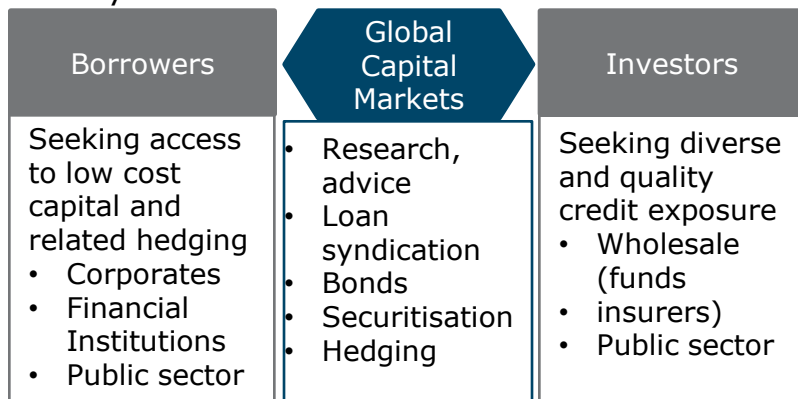 Borrowers
Seeking access
to low cost
capital and
related hedging
• Corporates
• Financial
Institutions
• Public sector
Global
Capital
Markets
• Research,
advice
• Loan
syndication
• Bonds
• Securitisation
• Hedging
Investors
Seeking diverse
and quality
credit exposure
• Wholesale
(funds
• insurers)
• Public sector